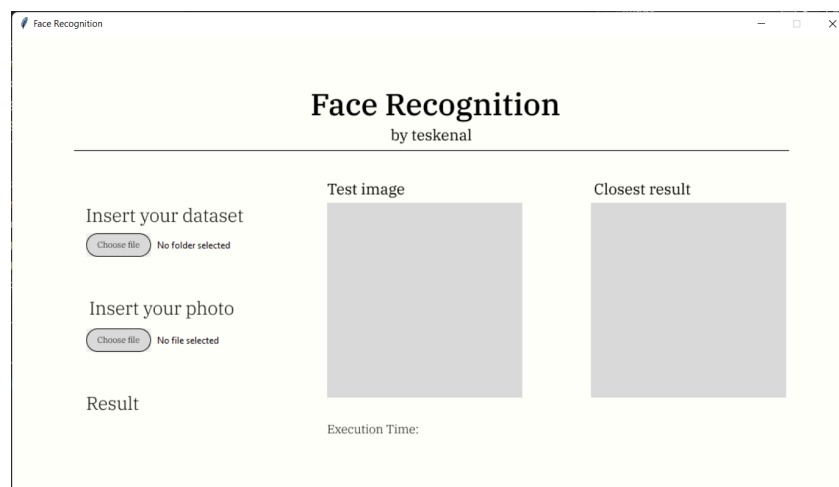 Face Recognition
Face Recognition
by teskenal
Insert your dataset
Choose file No folder selected
Insert your photo
Choose file No file selected
Result
Test image
Closest result
Execution Time: